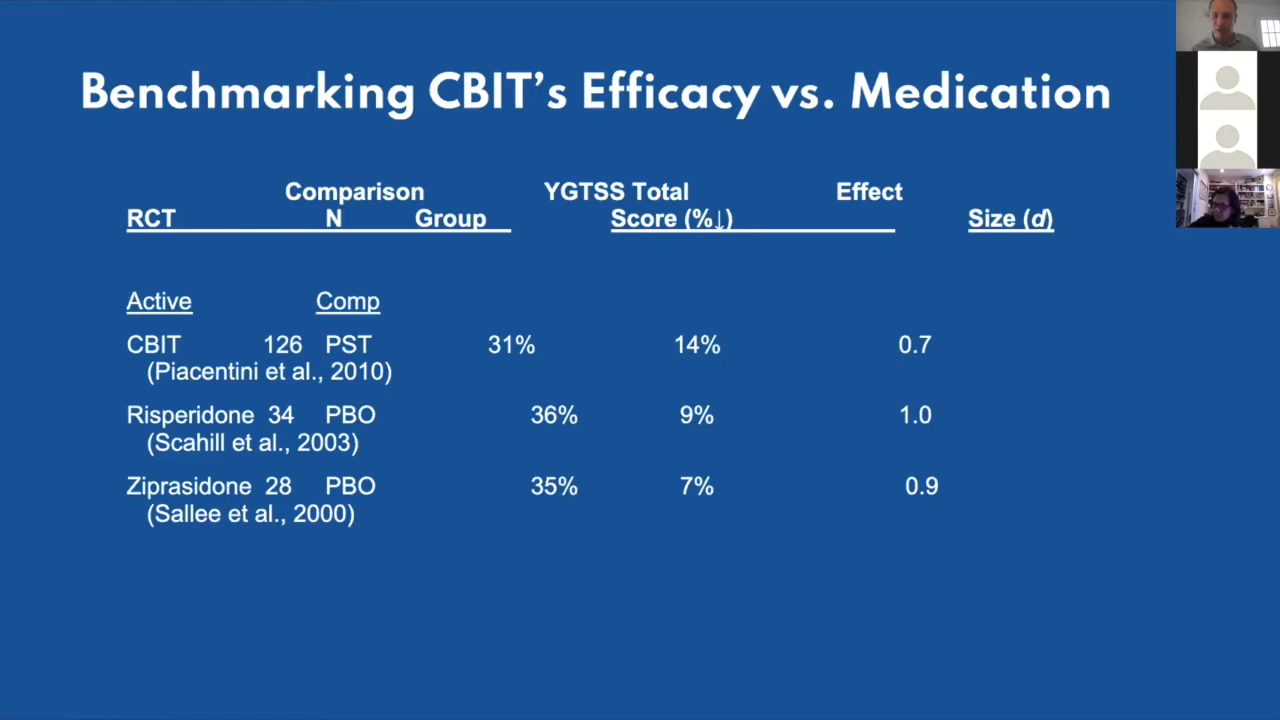 Benchmarking CBIT’s Efficacy vs. Medication
Comparison YGTSS Total Effect
RCT N Group Score (%↓) Size (d)
Active Comp
CBIT 126 PST 31% 14% 0.7
(Piacentini et al., 2010)
Risperidone 34 PBO 36% 9% 1.0
(Scahill et al., 2003)
Ziprasidone 28 PBO 35% 7% 0.9
(Sallee et al., 2000)